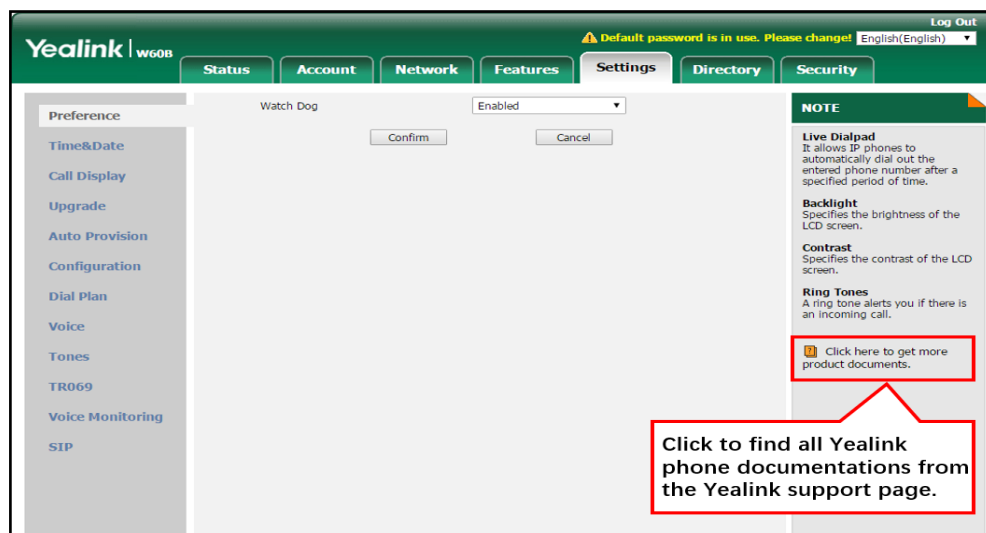 Log Out
Yealink | W60B
Default password is in use. Please change! English(English)
Status Account Network Features Settings Directory Security
Preference
Time&Date
Call Display
Upgrade
Auto Provision
Configuration
Dial Plan
Voice
Tones
TR069
Voice Monitoring
SIP
Watch Dog Enabled
Confirm Cancel
NOTE
Live Dialpad
It allows IP phones to
automatically dial out the
entered phone number after a
specified period of time.
Backlight
Specifies the brightness of the
LCD screen.
Contrast
Specifies the contrast of the LCD
screen.
Ring Tones
A ring tone alerts you if there is
an incoming call.
Click here to get more
product documents.
Click to find all Yealink
phone documentations from
the Yealink support page.